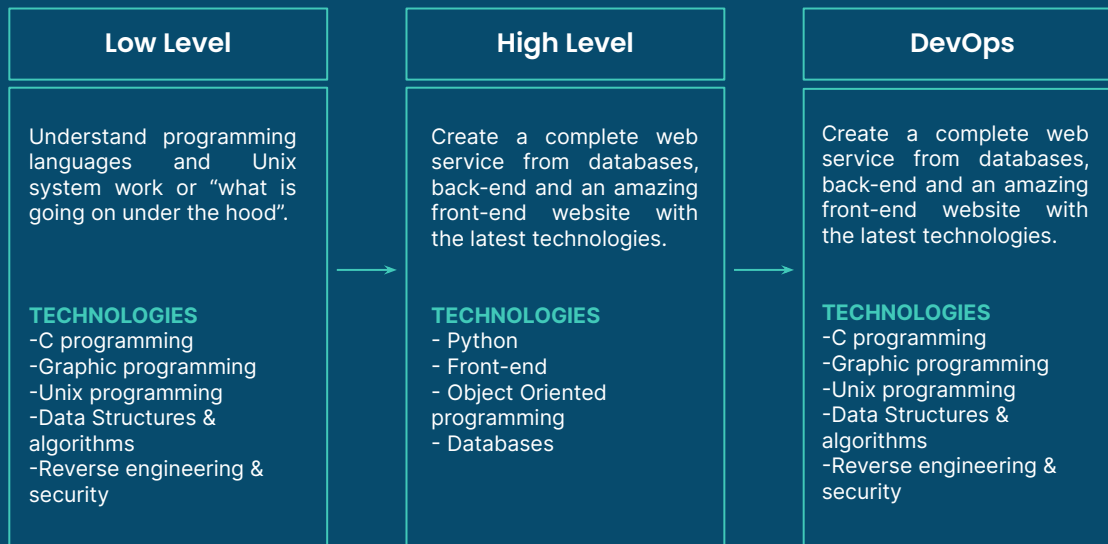 Low Level
Understand programming
languages and Unix
system work or “what is
going on under the hood”.
TECHNOLOGIES
-C programming
-Graphic programming
-Unix programming
-Data Structures &
algorithms
-Reverse engineering &
security
High Level
Create a complete web
service from databases,
back-end and an amazing
front-end website with
the latest technologies.
TECHNOLOGIES
- Python
- Front-end
- Object Oriented
programming
- Databases
DevOps
Create a complete web
service from databases,
back-end and an amazing
front-end website with
the latest technologies.
TECHNOLOGIES
-C programming
-Graphic programming
-Unix programming
-Data Structures &
algorithms
-Reverse engineering &
security